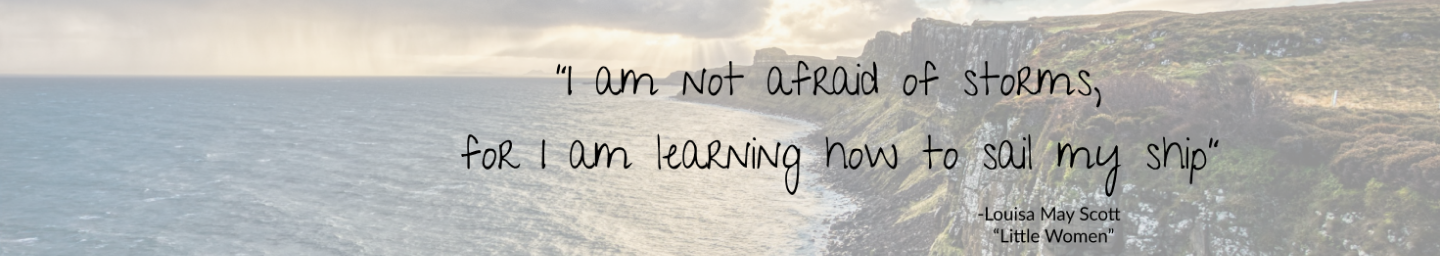 "I am not afraid of storms,
for I am learning how to sail my ship"
-Louisa May Scott
"Little Women"